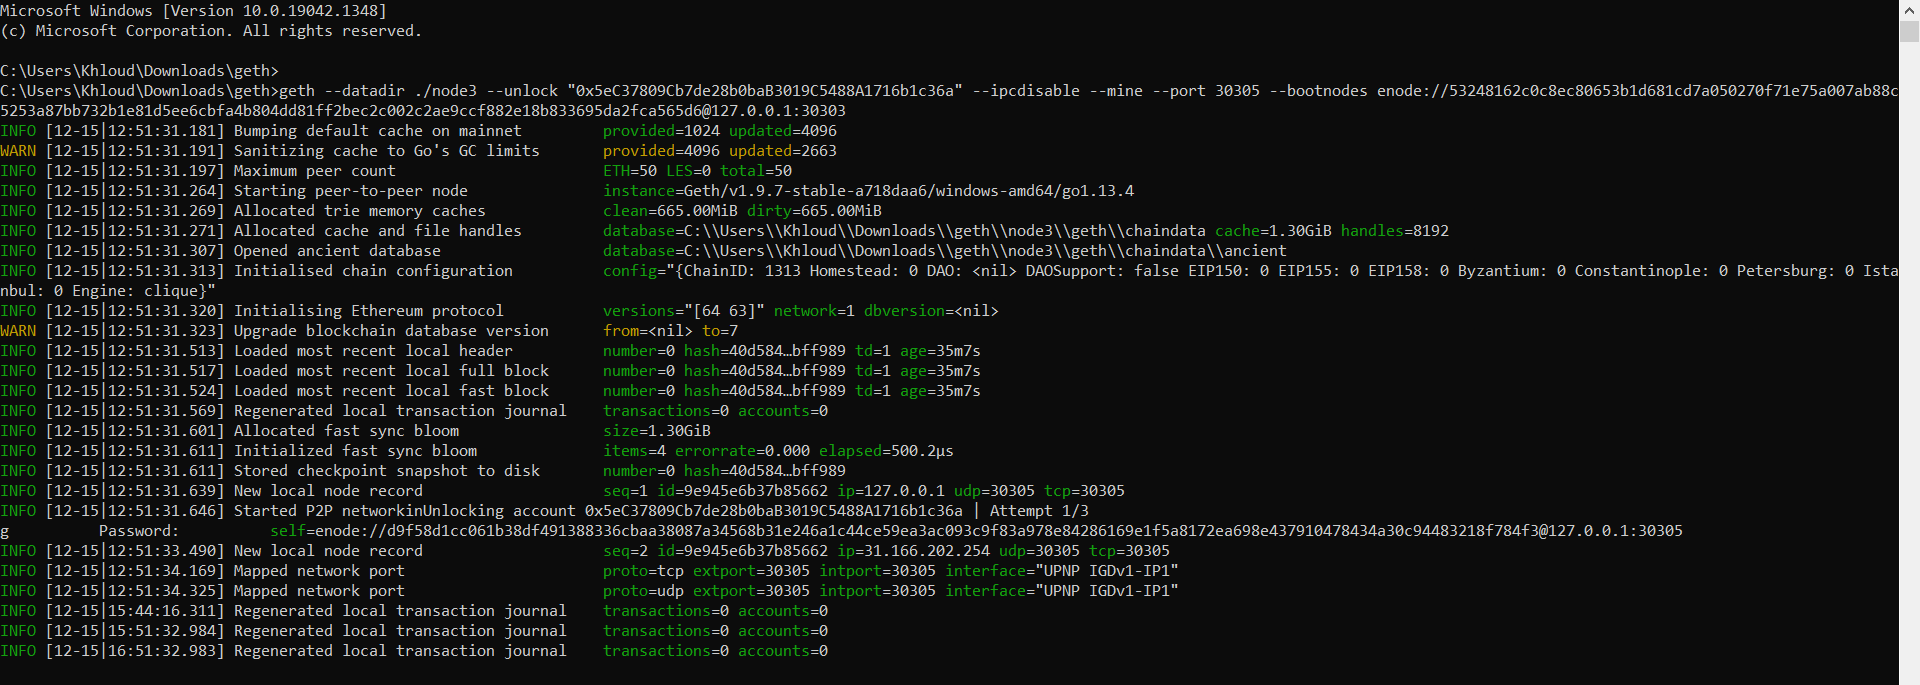 Microsoft Windows [Version 10.0.19042.1348]
(c) Microsoft Corporation. All rights reserved.
C:\Users\Khloud\Downloads\geth>
C:\Users\Khloud\Downloads\geth>geth --datadir ./node3 --unlock "0x5eC37809Cb7de28b0baB3019C5488A1716b1c36a" --ipcdisable --mine --port 30305 --bootnodes enode://53248162c0c8ec80653b1d681cd7a050270f71e75a007ab88c
5253a87bb732b1e81d5ee6cbfa4b804dd81ff2bec2c002c2ae9ccf882e18b833695da2fca565d6@127.0.0.1:30303
INFO [12-15|12:51:31.181] Bumping default cache on mainnet provided=1024 updated=4096
WARN [12-15|12:51:31.191] Sanitizing cache to Go's GC limits provided=4096 updated=2663
INFO [12-15|12:51:31.197] Maximum peer count ETH=50 LES=0 total=50
INFO [12-15|12:51:31.264] Starting peer-to-peer node instance=Geth/v1.9.7-stable-a718daa6/windows-amd64/go1.13.4
INFO [12-15|12:51:31.269] Allocated trie memory caches clean=665.00MiB dirty=665.00MiB
INFO [12-15|12:51:31.271] Allocated cache and file handles database=C:\\Users\\Khloud\\Downloads\\geth\\node3\\geth\\chaindata cache=1.30GiB handles=8192
INFO [12-15|12:51:31.307] Opened ancient database database=C:\\Users\\Khloud\\Downloads\\geth\\node3\\geth\\chaindata\\ancient
INFO [12-15|12:51:31.313] Initialised chain configuration config="{ChainID: 1313 Homestead: 0 DAO: <nil> DAOSupport: false EIP150: 0 EIP155: 0 EIP158: 0 Byzantium: 0 Constantinople: 0 Petersburg: 0 Ista
nbul: 0 Engine: clique}"
INFO [12-15|12:51:31.320] Initialising Ethereum protocol versions="[64 63]" network=1 dbversion=<nil>
WARN [12-15|12:51:31.323] Upgrade blockchain database version from=<nil> to=7
INFO [12-15|12:51:31.513] Loaded most recent local header number=0 hash=40d584…bff989 td=1 age=35m7s
INFO [12-15|12:51:31.517] Loaded most recent local full block number=0 hash=40d584…bff989 td=1 age=35m7s
INFO [12-15|12:51:31.524] Loaded most recent local fast block number=0 hash=40d584…bff989 td=1 age=35m7s
INFO [12-15|12:51:31.569] Regenerated local transaction journal transactions=0 accounts=0
INFO [12-15|12:51:31.601] Allocated fast sync bloom size=1.30GiB
INFO [12-15|12:51:31.611] Initialized fast sync bloom items=4 errorrate=0.000 elapsed=500.2µs
INFO [12-15|12:51:31.611] Stored checkpoint snapshot to disk number=0 hash=40d584…bff989
INFO [12-15|12:51:31.639] New local node record seq=1 id=9e945e6b37b85662 ip=127.0.0.1 udp=30305 tcp=30305
INFO [12-15|12:51:31.646] Started P2P networkinUnlocking account 0x5eC37809Cb7de28b0baB3019C5488A1716b1c36a | Attempt 1/3
g Password: self=enode://d9f58d1cc061b38df491388336cbaa38087a34568b31e246a1c44ce59ea3ac093c9f83a978e84286169e1f5a8172ea698e437910478434a30c94483218f784f3@127.0.0.1:30305
INFO [12-15|12:51:33.490] New local node record seq=2 id=9e945e6b37b85662 ip=31.166.202.254 udp=30305 tcp=30305
INFO [12-15|12:51:34.169] Mapped network port proto=tcp extport=30305 intport=30305 interface="UPNP IGDv1-IP1"
INFO [12-15|12:51:34.325] Mapped network port proto=udp extport=30305 intport=30305 interface="UPNP IGDv1-IP1"
INFO [12-15|15:44:16.311] Regenerated local transaction journal transactions=0 accounts=0
INFO [12-15|15:51:32.984] Regenerated local transaction journal transactions=0 accounts=0
INFO [12-15|16:51:32.983] Regenerated local transaction journal transactions=0 accounts=0